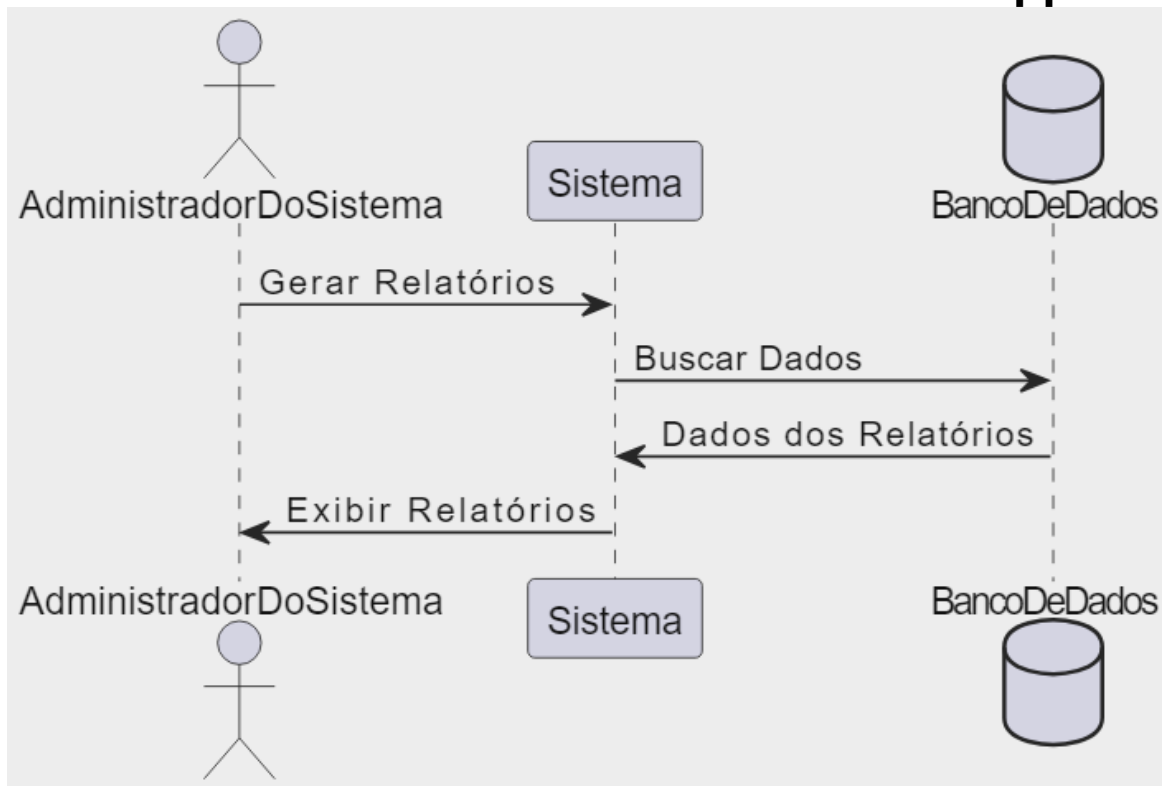 Sistema
AdministradorDoSistema
BancoDeDados
Gerar Relatórios
Buscar Dados
Dados dos Relatórios
Exibir Relatórios
AdministradorDoSistema
BancoDeDados
Sistema